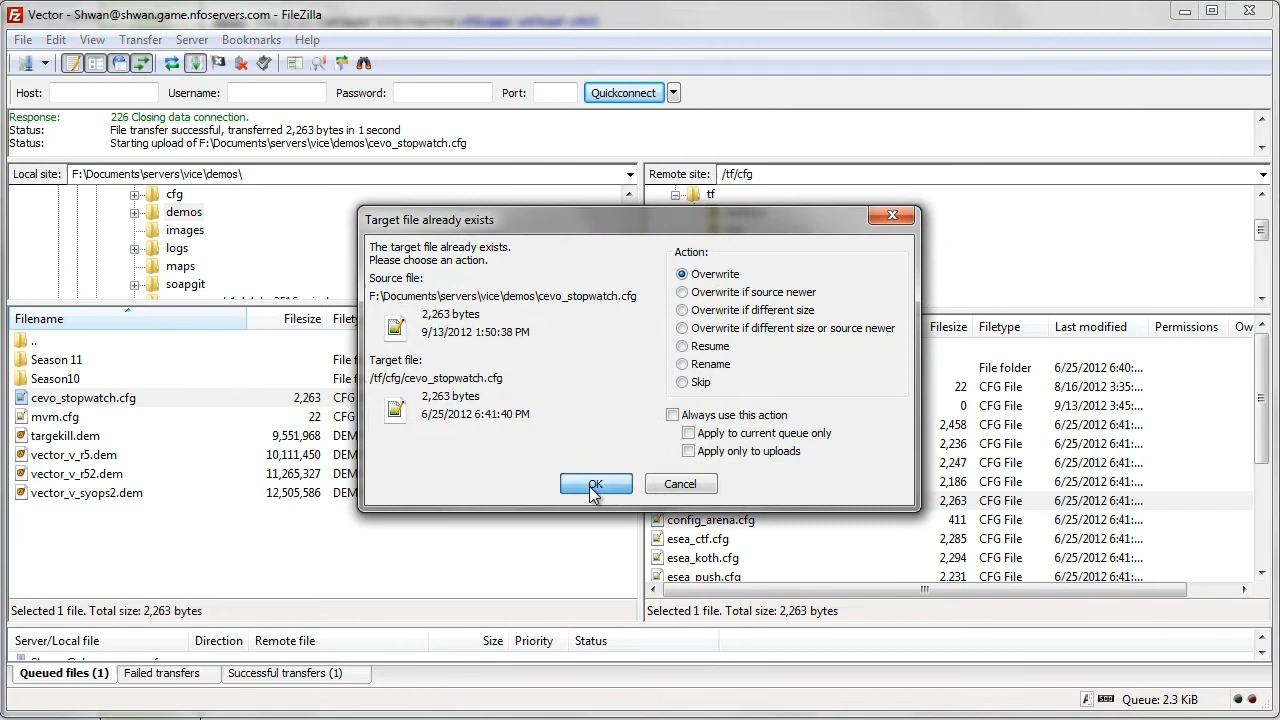 Vector - Shwan@shwan.game.nfoservers.com - FileZilla
File Edit View Transfer Server Bookmarks Help
Host: Username: Password: Port: Quickconnect
Response: 226 Closing data connection.
Status: File transfer successful, transferred 2,263 bytes in 1 second
Status: Starting upload of F:\Documents\servers\vice\demos\cevo_stopwatch.cfg
Local site: F:\Documents\servers\vice\demos\
cfg
demos
images
logs
maps
soapgit
Remote site: /tf/cfg
tf
Target file already exists
The target file already exists.
Please choose an action.
Source file:
F:\Documents\servers\vice\demos\cevo_stopwatch.cfg
2,263 bytes
9/13/2012 1:50:38 PM
Target file:
/tf/cfg/cevo_stopwatch.cfg
2,263 bytes
6/25/2012 6:41:40 PM
Action:
Overwrite
Overwrite if source newer
Overwrite if different size
Overwrite if different size or source newer
Resume
Rename
Skip
Always use this action
Apply to current queue only
Apply only to uploads
OK Cancel
Filename Filesize File
..
Season 11 File f
Season10 File f
cevo_stopwatch.cfg 2,263 CFG
mvm.cfg 22 CFG
targekill.dem 9,551,968 DEM
vector_v_r5.dem 10,111,450 DEM
vector_v_r52.dem 11,265,327 DEM
vector_v_syops2.dem 12,505,586 DEM
Selected 1 file. Total size: 2,263 bytes
Filesize Filetype Last modified Permissions Ow
File folder 6/25/2012 6:40:...
22 CFG File 8/16/2012 3:35:...
0 CFG File 9/13/2012 3:45:...
2,458 CFG File 6/25/2012 6:41:...
2,236 CFG File 6/25/2012 6:41:...
2,247 CFG File 6/25/2012 6:41:...
2,186 CFG File 6/25/2012 6:41:...
2,263 CFG File 6/25/2012 6:41:...
config_arena.cfg 411 CFG File 6/25/2012 6:41:...
esea_ctf.cfg 2,285 CFG File 6/25/2012 6:41:...
esea_koth.cfg 2,294 CFG File 6/25/2012 6:41:...
esea_push.cfg 2,231 CFG File 6/25/2012 6:41:...
Selected 1 file. Total size: 2,263 bytes
Server/Local file Direction Remote file Size Priority Status
Queued files (1) Failed transfers Successful transfers (1)
Queue: 2.3 KiB